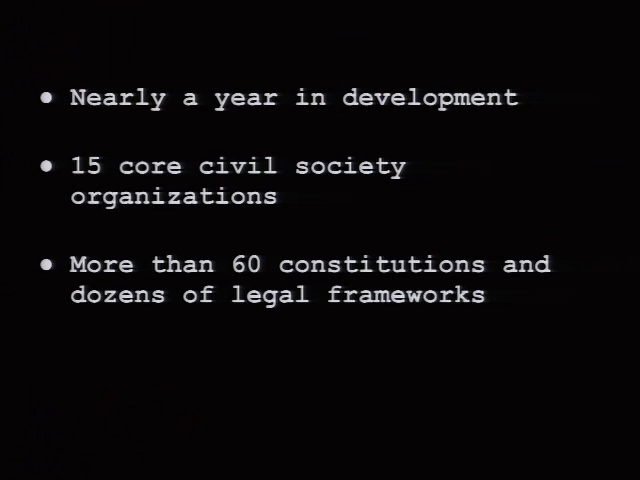 ● Nearly a year in development
● 15 core civil society
organizations
● More than 60 constitutions and
dozens of legal frameworks